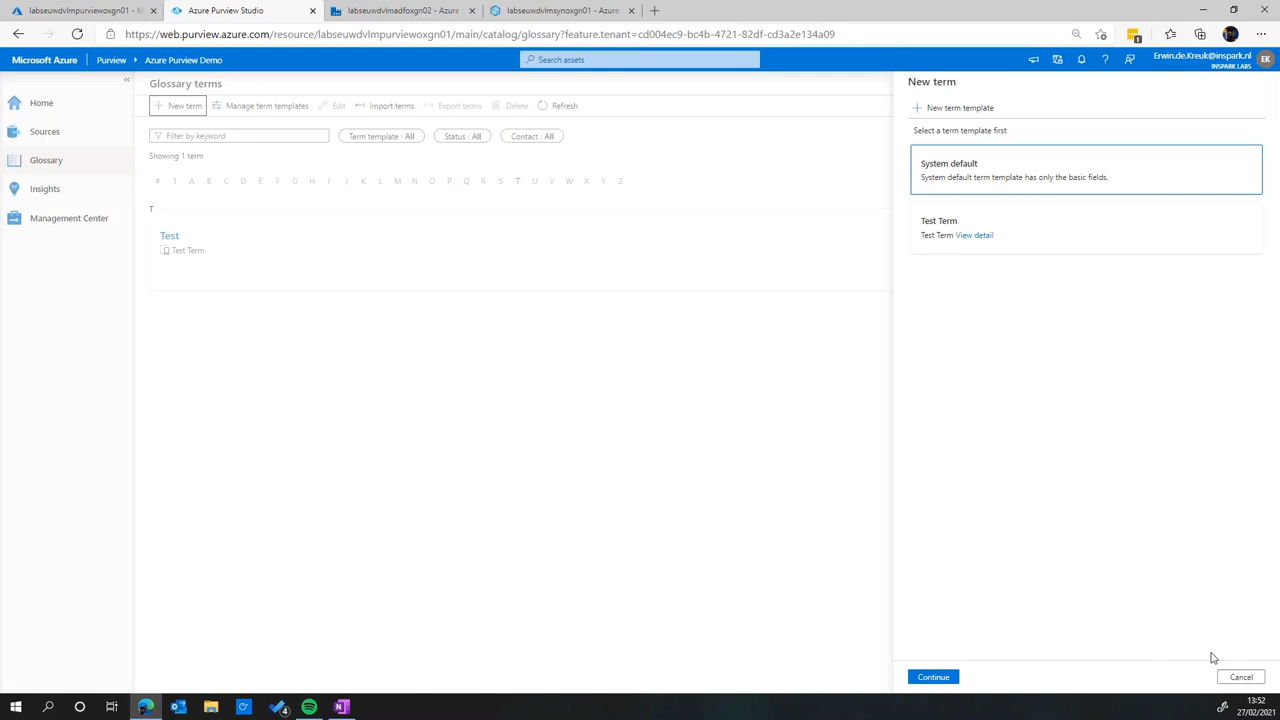 labseuwdvlmpurviewoxgn01 - M
Azure Purview Studio
labseuwdvlmadfoxgn02 - Azure
labseuwdvlmsynoxgn01 - Azure
https://web.purview.azure.com/resource/labseuwdvlmpurviewoxgn01/main/catalog/glossary?feature.tenant=cd004ec9-bc4b-4721-82df-cd3a2e134a09
1
Microsoft Azure
Purview
Azure Purview Demo
Search assets
Erwin.de.Kreuk@inspark.nl
INSPARK LABS
EK
Home
Sources
Glossary
Insights
Management Center
Glossary terms
New term
Manage term templates
Edit
Import terms
Export terms
Delete
Refresh
Filter by keyword
Term template : All
Status : All
Contact : All
Showing 1 term
# 1 A B C D E F G H I J K L M N O P Q R S T U V W X Y Z
T
Test
Test Term
New term
New term template
Select a term template first
System default
System default term template has only the basic fields.
Test Term
Test Term View detail
Continue
Cancel
4
13:52
27/02/2021